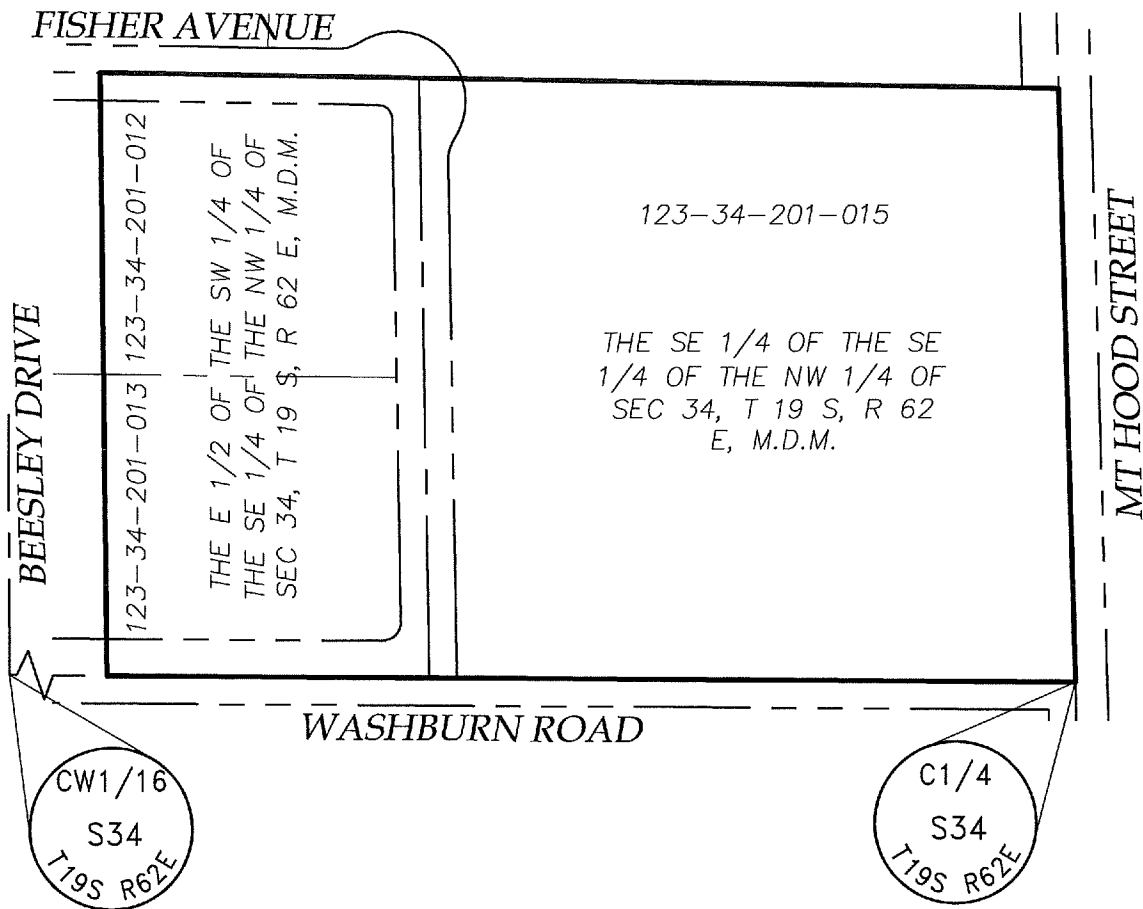 FISHER AVENUE
123-34-201-012
123-34-201-013
THE E 1/2 OF THE SW 1/4 OF
THE SE 1/4 OF THE NW 1/4 OF
SEC 34, T 19 S, R 62 E, M.D.M.
123-34-201-015
THE SE 1/4 OF THE SE
1/4 OF THE NW 1/4 OF
SEC 34, T 19 S, R 62
E, M.D.M.
BEESLEY DRIVE
MT HOOD STREET
WASHBURN ROAD
CW1/16
S34
T19S R62E
C1/4
S34
T19S R62E